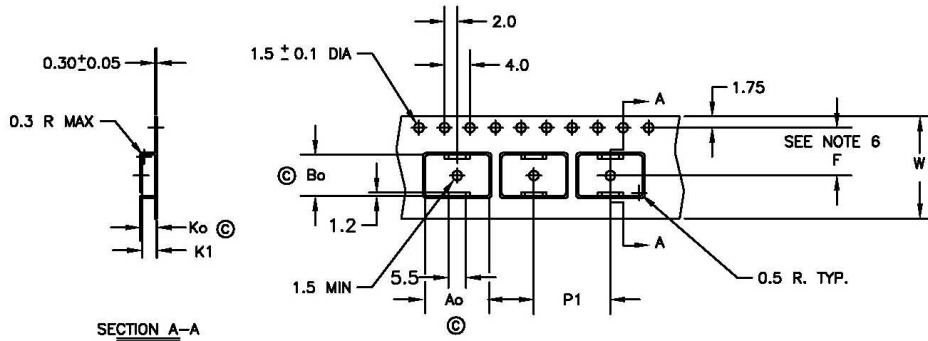 2.0
1.5 ± 0.1 DIA
4.0
0.30±0.05
1.75
A
0.3 R MAX
SEE NOTE 6
F
W
Ⓒ Bo
1.2
Ko Ⓒ
K1
A
5.5
1.5 MIN
0.5 R. TYP.
Ao
P1
Ⓒ
SECTION A-A